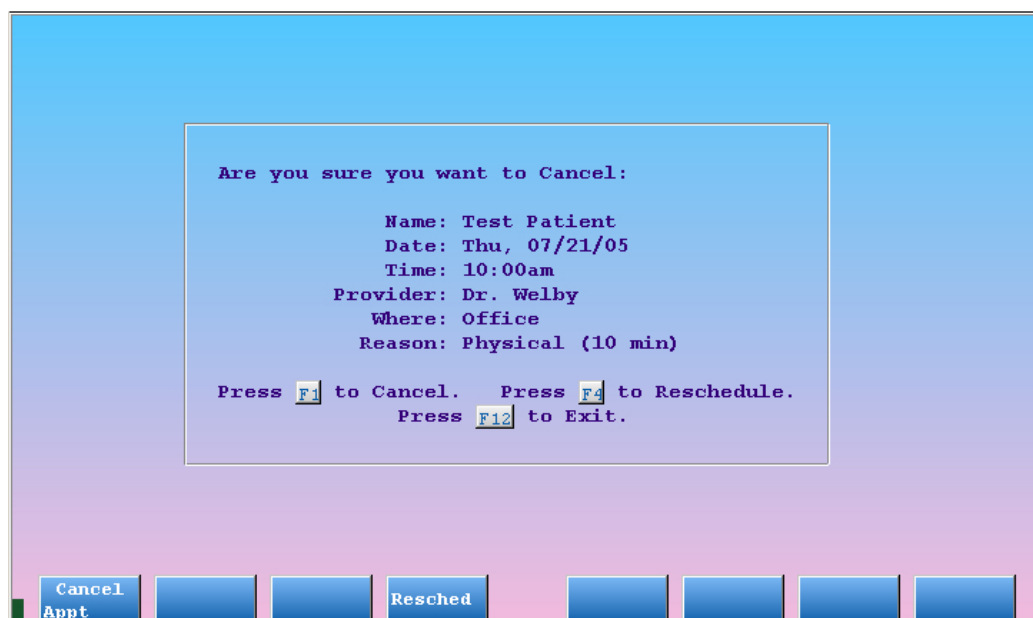 Are you sure you want to Cancel:
Name: Test Patient
Date: Thu, 07/21/05
Time: 10:00am
Provider: Dr. Welby
Where: Office
Reason: Physical (10 min)
Press F1 to Cancel. Press F4 to Reschedule.
Press F12 to Exit.
Cancel
Appt
Resched